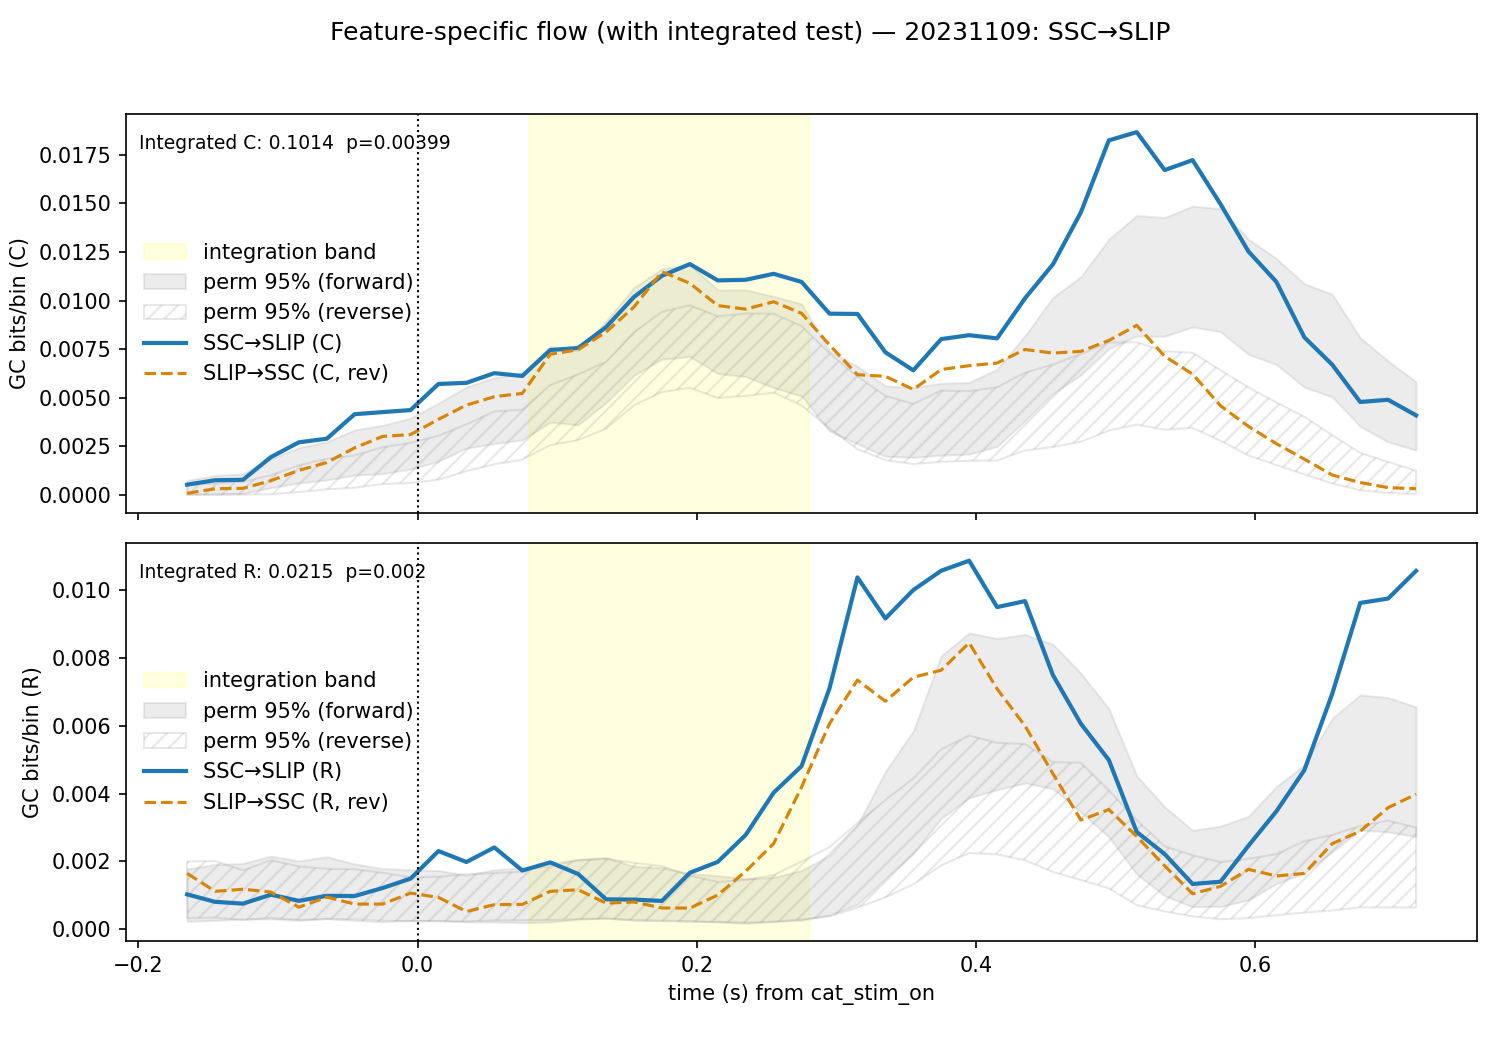 Feature-specific flow (with integrated test) — 20231109: SSC→SLIP
Integrated C: 0.1014  p=0.00399
GC bits/bin (C)
0.0175
0.0150
0.0125
0.0100
0.0075
0.0050
0.0025
0.0000
integration band
perm 95% (forward)
perm 95% (reverse)
SSC→SLIP (C)
SLIP→SSC (C, rev)
Integrated R: 0.0215  p=0.002
GC bits/bin (R)
0.010
0.008
0.006
0.004
0.002
0.000
integration band
perm 95% (forward)
perm 95% (reverse)
SSC→SLIP (R)
SLIP→SSC (R, rev)
−0.2 0.0 0.2 0.4 0.6
time (s) from cat_stim_on